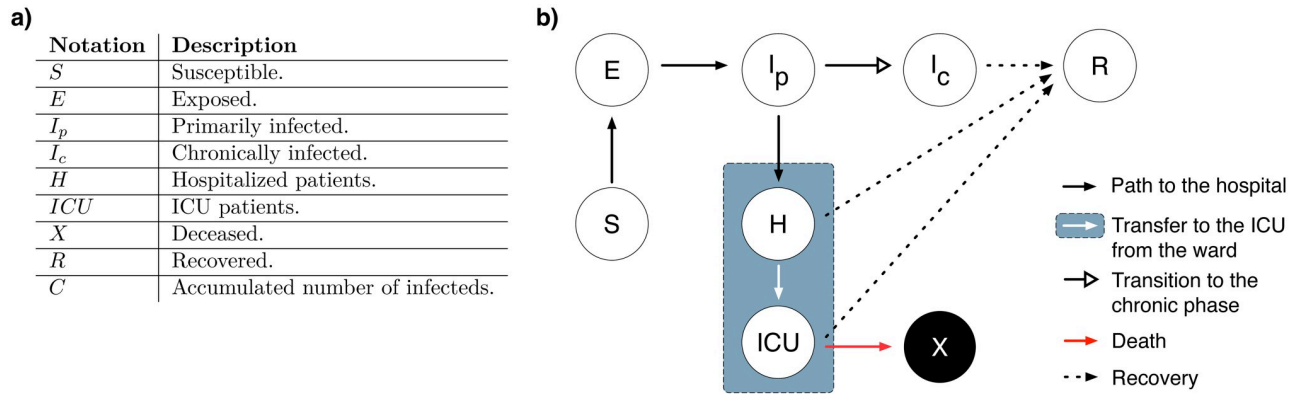 a)
Notation Description
S Susceptible.
E Exposed.
I_p Primarily infected.
I_c Chronically infected.
H Hospitalized patients.
ICU ICU patients.
X Deceased.
R Recovered.
C Accumulated number of infecteds.
b)
E
I_p
I_c
R
S
H
ICU
X
Path to the hospital
Transfer to the ICU
from the ward
Transition to the
chronic phase
Death
Recovery